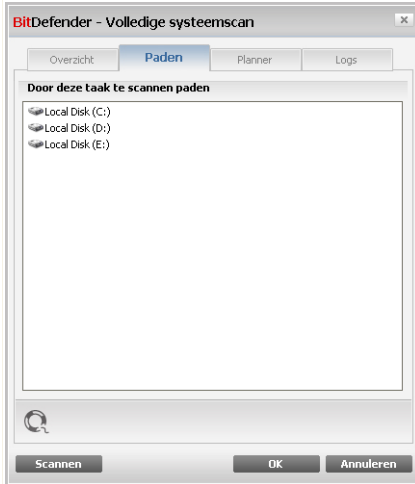 BitDefender - Volledige systeemscan
Overzicht Paden Planner Logs
Door deze taak te scannen paden
Local Disk (C:)
Local Disk (D:)
Local Disk (E:)
Scannen OK Annuleren